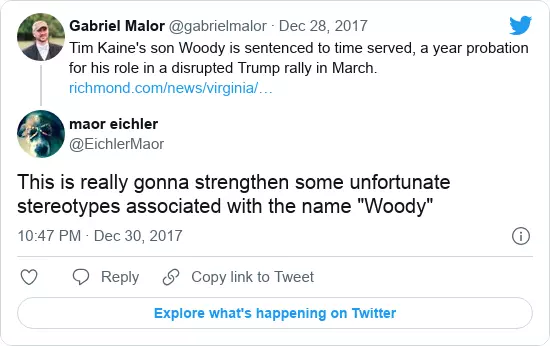 Gabriel Malor @gabrielmalor · Dec 28, 2017
Tim Kaine's son Woody is sentenced to time served, a year probation
for his role in a disrupted Trump rally in March.
richmond.com/news/virginia/…
maor eichler
@EichlerMaor
This is really gonna strengthen some unfortunate
stereotypes associated with the name "Woody"
10:47 PM · Dec 30, 2017
Reply
Copy link to Tweet
Explore what's happening on Twitter